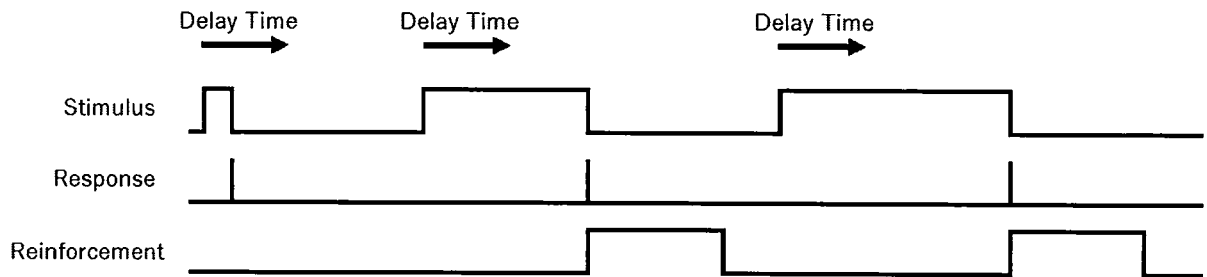 Delay Time Delay Time Delay Time
Stimulus
Response
Reinforcement